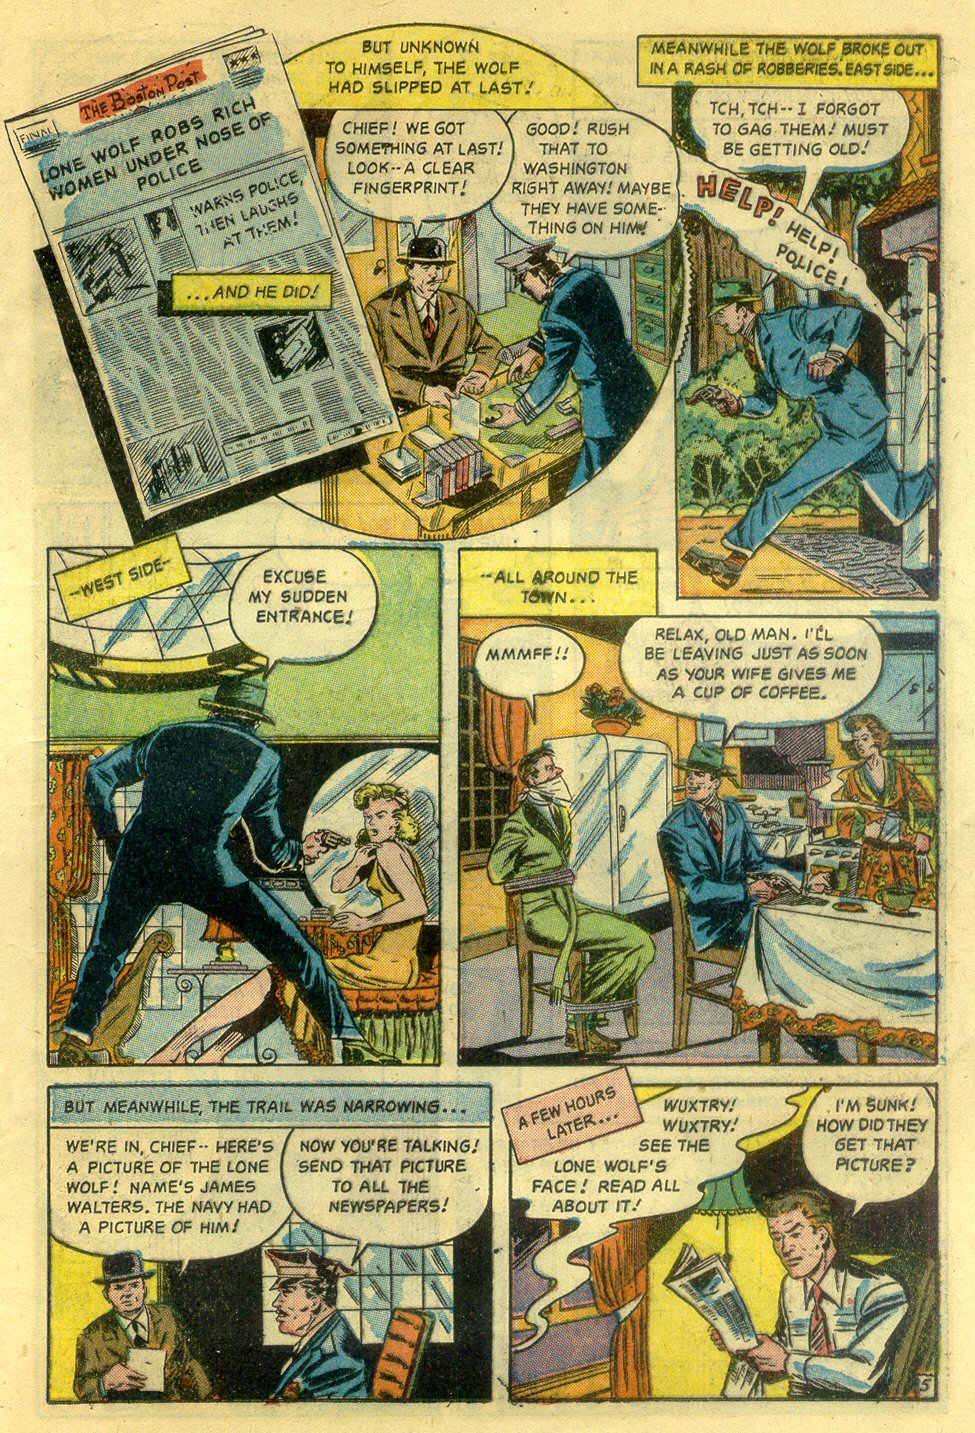 THE BOSTON POST
FINAL
LONE WOLF ROBS RICH
WOMEN UNDER NOSE OF
POLICE
WARNS POLICE,
THEN LAUGHS
AT THEM!
...AND HE DID!
BUT UNKNOWN
TO HIMSELF, THE WOLF
HAD SLIPPED AT LAST!
CHIEF! WE GOT
SOMETHING AT LAST!
LOOK--A CLEAR
FINGERPRINT!
GOOD! RUSH
THAT TO
WASHINGTON
RIGHT AWAY! MAYBE
THEY HAVE SOME-
THING ON HIM!
MEANWHILE THE WOLF BROKE OUT
IN A RASH OF ROBBERIES. EAST SIDE...
TCH, TCH-- I FORGOT
TO GAG THEM! MUST
BE GETTING OLD!
HELP! HELP!
POLICE!
--WEST SIDE--
EXCUSE
MY SUDDEN
ENTRANCE!
--ALL AROUND THE
TOWN...
MMMFF!!
RELAX, OLD MAN. I'LL
BE LEAVING JUST AS SOON
AS YOUR WIFE GIVES ME
A CUP OF COFFEE.
BUT MEANWHILE, THE TRAIL WAS NARROWING...
WE'RE IN, CHIEF-- HERE'S
A PICTURE OF THE LONE
WOLF! NAME'S JAMES
WALTERS. THE NAVY HAD
A PICTURE OF HIM!
NOW YOU'RE TALKING!
SEND THAT PICTURE
TO ALL THE
NEWSPAPERS!
A FEW HOURS
LATER...
WUXTRY!
WUXTRY!
SEE THE
LONE WOLF'S
FACE! READ ALL
ABOUT IT!
I'M SUNK!
HOW DID THEY
GET THAT
PICTURE?
5